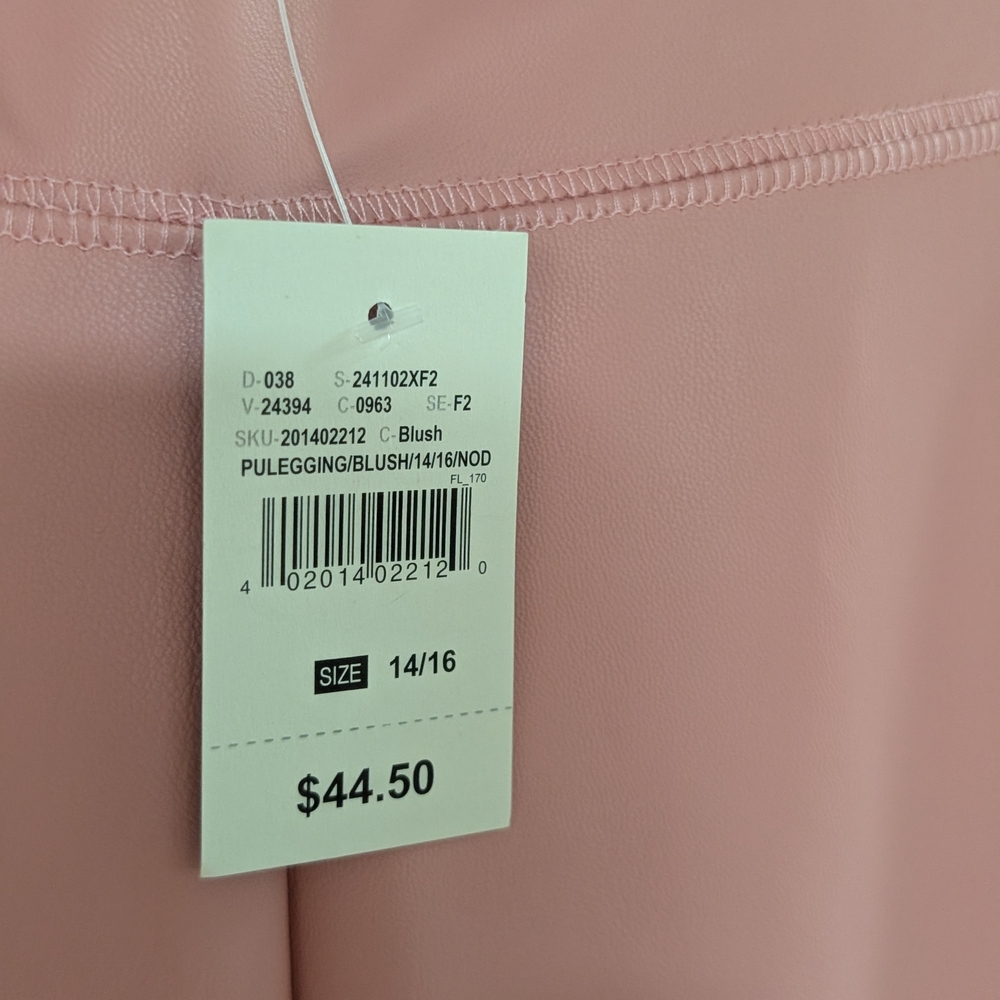 D-038 S-241102XF2
V-24394 C-0963 SE-F2
SKU-201402212 C-Blush
PULEGGING/BLUSH/14/16/NOD
FL_170
4 02014 02212 0
SIZE 14/16
$44.50